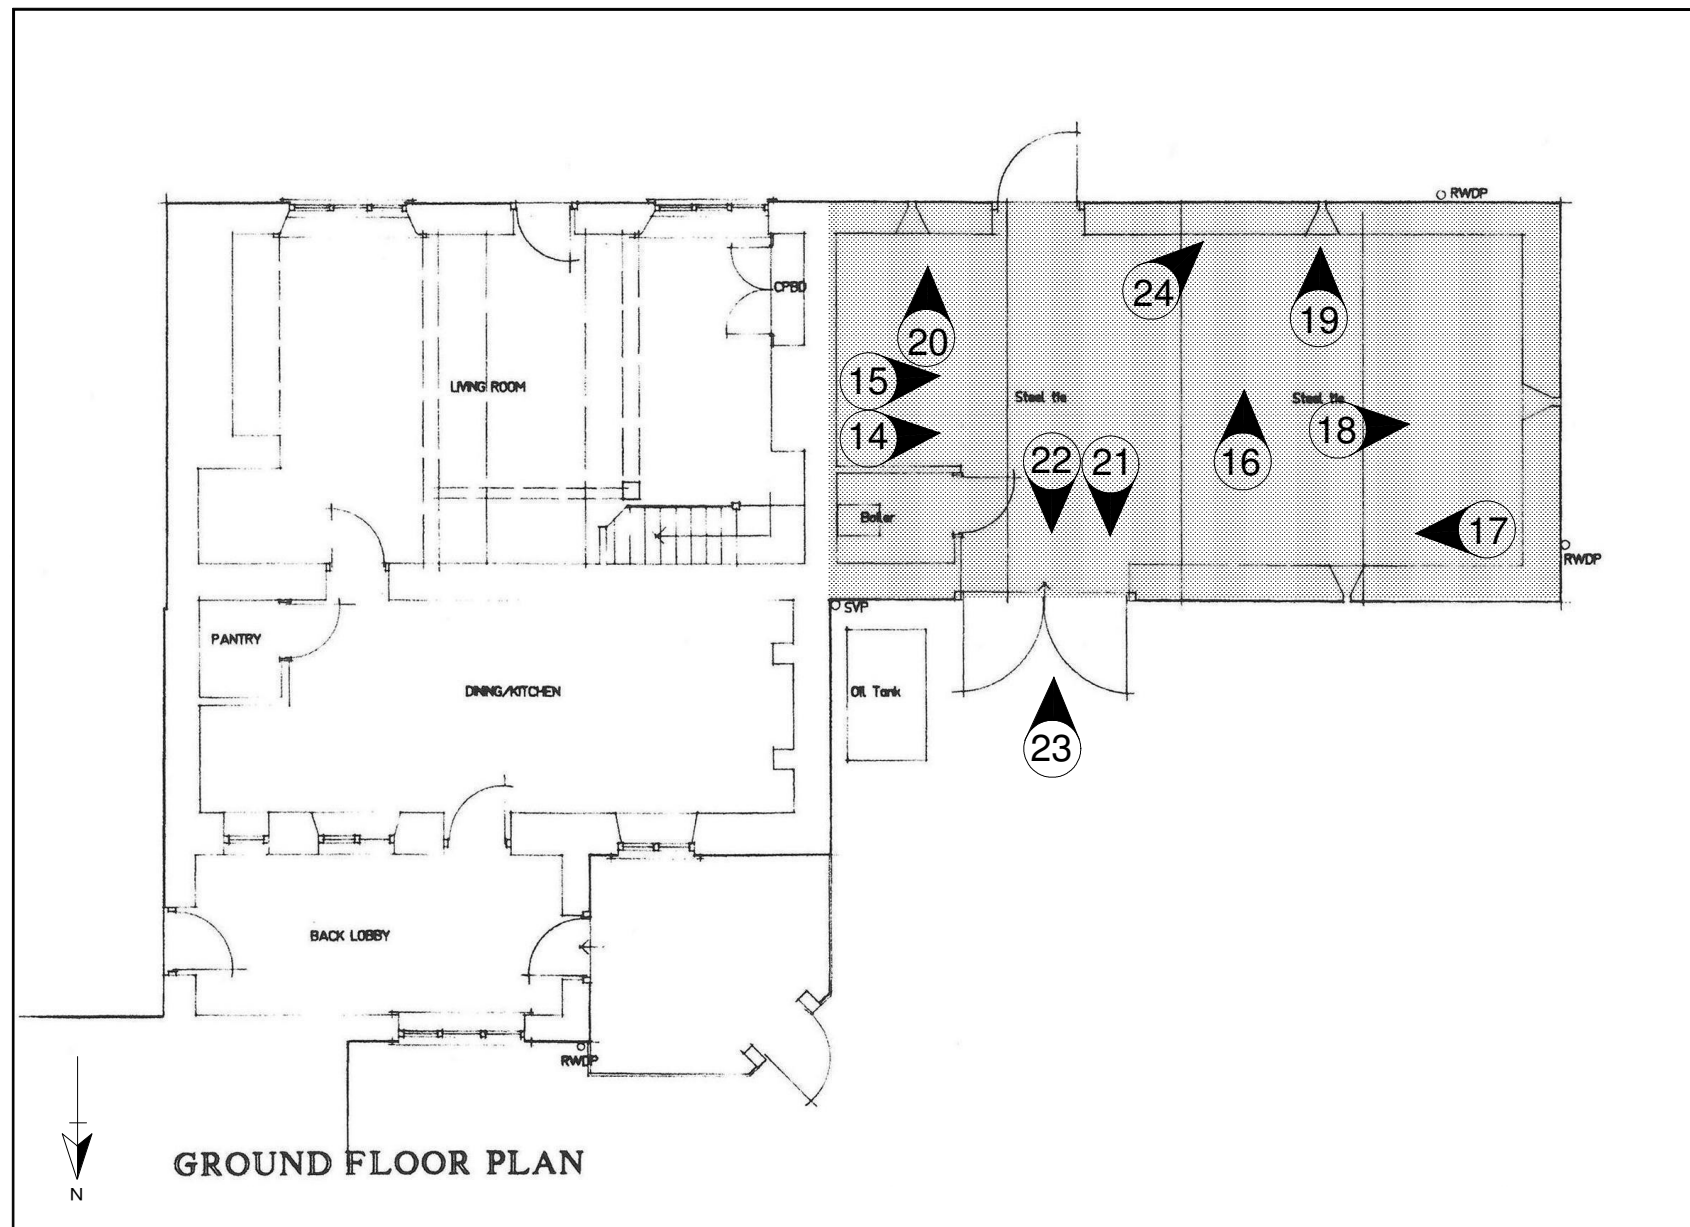 RWDP
CPBD
24
19
20
LIVING ROOM
15
Steel tie
Steel tie
14
18
22
21
16
Boiler
17
RWDP
SVP
PANTRY
DINING/KITCHEN
Oil Tank
23
BACK LOBBY
RWDP
GROUND FLOOR PLAN
N